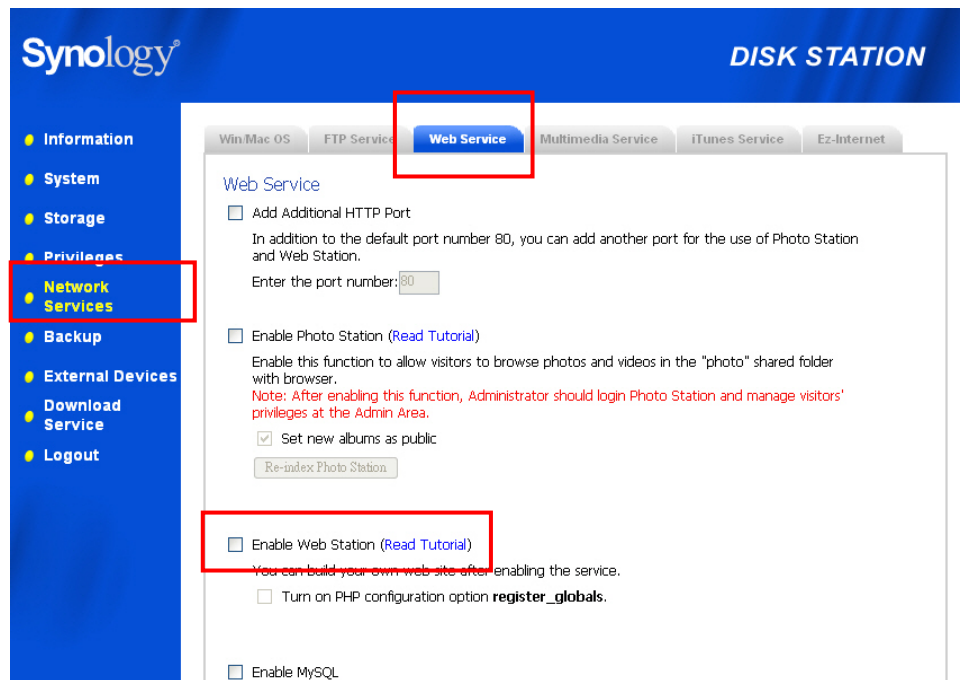 Synology®
DISK STATION
Information
System
Storage
Privileges
Network
Services
Backup
External Devices
Download
Service
Logout
Win/Mac OS
FTP Service
Web Service
Multimedia Service
iTunes Service
Ez-Internet
Web Service
Add Additional HTTP Port
In addition to the default port number 80, you can add another port for the use of Photo Station
and Web Station.
Enter the port number: 80
Enable Photo Station (Read Tutorial)
Enable this function to allow visitors to browse photos and videos in the "photo" shared folder
with browser.
Note: After enabling this function, Administrator should login Photo Station and manage visitors'
privileges at the Admin Area.
Set new albums as public
Re-index Photo Station
Enable Web Station (Read Tutorial)
You can build your own web site after enabling the service.
Turn on PHP configuration option register_globals.
Enable MySQL